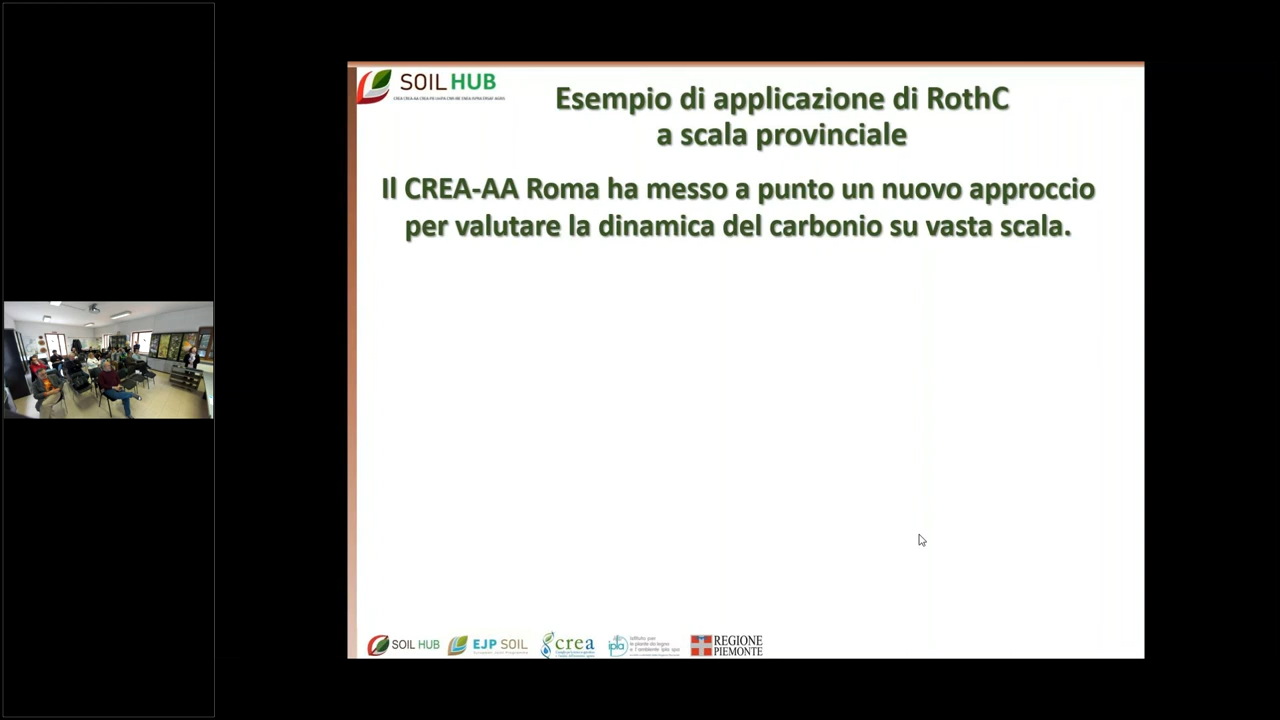 SOIL HUB
Esempio di applicazione di RothC
a scala provinciale
Il CREA-AA Roma ha messo a punto un nuovo approccio
per valutare la dinamica del carbonio su vasta scala.
SOIL HUB
EJP SOIL
crea
ipla
REGIONE
PIEMONTE